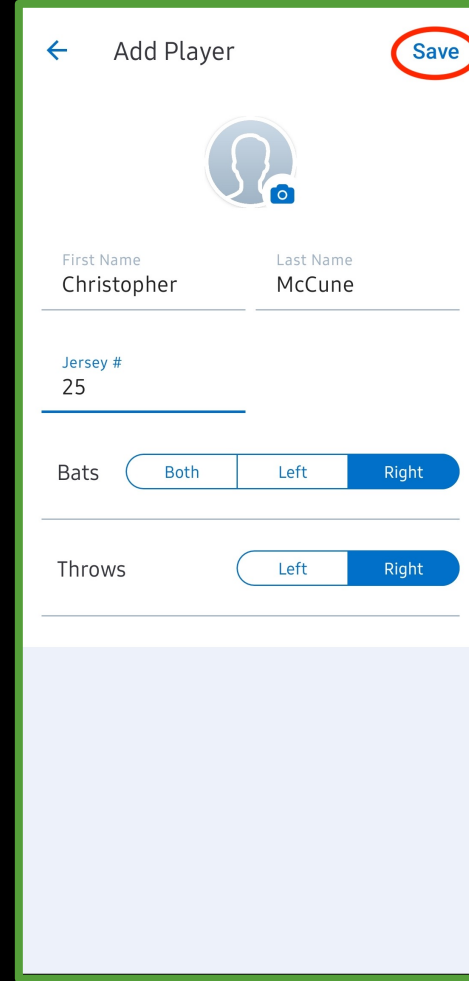 Add Player Save
First Name Last Name
Christopher McCune
Jersey #
25
Bats Both Left Right
Throws Left Right